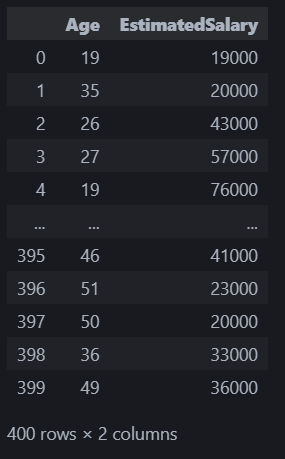 Age EstimatedSalary
0 19 19000
1 35 20000
2 26 43000
3 27 57000
4 19 76000
... ... ...
395 46 41000
396 51 23000
397 50 20000
398 36 33000
399 49 36000
400 rows × 2 columns